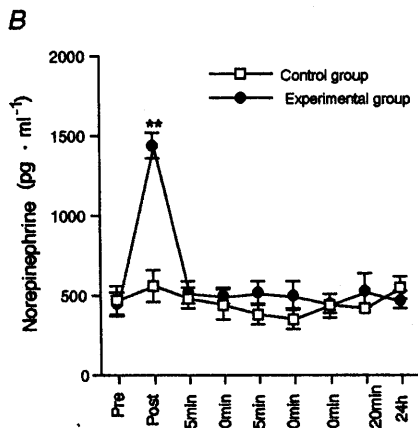 B
2000
1500
1000
500
0
Norepinephrine (pg · ml⁻¹)
Control group
Experimental group
**
Pre
Post
5min
0min
5min
0min
0min
20min
24h